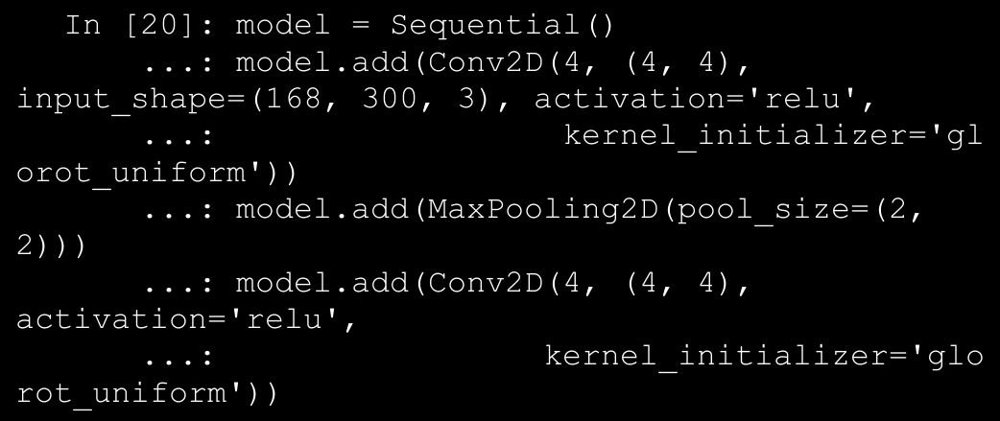 In [20]: model = Sequential()
...: model.add(Conv2D(4, (4, 4),
input_shape=(168, 300, 3), activation='relu',
...: kernel_initializer='gl
orot_uniform'))
...: model.add(MaxPooling2D(pool_size=(2,
2)))
...: model.add(Conv2D(4, (4, 4),
activation='relu',
...: kernel_initializer='glo
rot_uniform'))